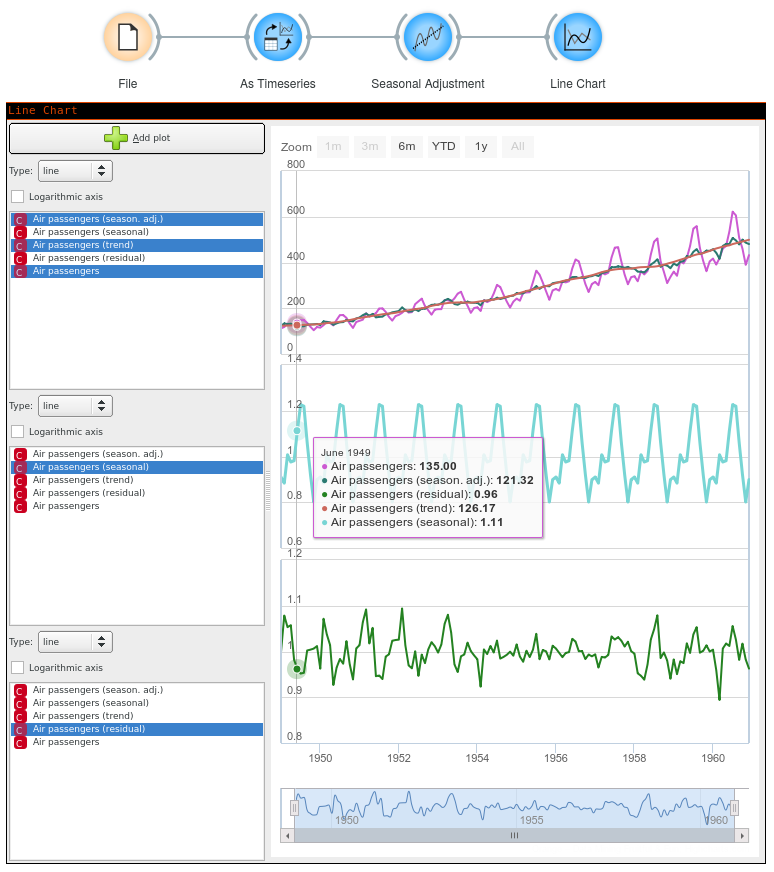 File As Timeseries Seasonal Adjustment Line Chart
Line Chart
Add plot
Type: line
Logarithmic axis
C Air passengers (season. adj.)
C Air passengers (seasonal)
C Air passengers (trend)
C Air passengers (residual)
C Air passengers
Type: line
Logarithmic axis
C Air passengers (season. adj.)
C Air passengers (seasonal)
C Air passengers (trend)
C Air passengers (residual)
C Air passengers
Type: line
Logarithmic axis
C Air passengers (season. adj.)
C Air passengers (seasonal)
C Air passengers (trend)
C Air passengers (residual)
C Air passengers
Zoom 1m 3m 6m YTD 1y All
800
600
400
200
0
1.4
1.2
1
0.8
0.6
June 1949
Air passengers: 135.00
Air passengers (season. adj.): 121.32
Air passengers (residual): 0.96
Air passengers (trend): 126.17
Air passengers (seasonal): 1.11
1.2
1.1
1
0.9
0.8
1950 1952 1954 1956 1958 1960
1950 1955 1960